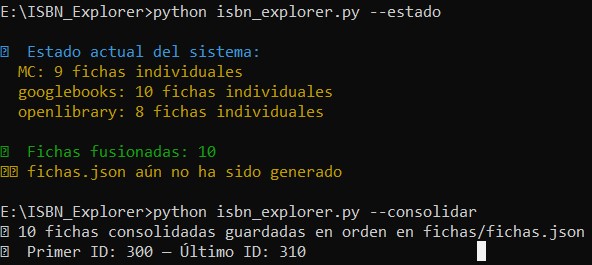 E:\ISBN_Explorer>python isbn_explorer.py --estado
Estado actual del sistema:
MC: 9 fichas individuales
googlebooks: 10 fichas individuales
openlibrary: 8 fichas individuales
Fichas fusionadas: 10
fichas.json aún no ha sido generado
E:\ISBN_Explorer>python isbn_explorer.py --consolidar
10 fichas consolidadas guardadas en orden en fichas/fichas.json
Primer ID: 300 — Último ID: 310